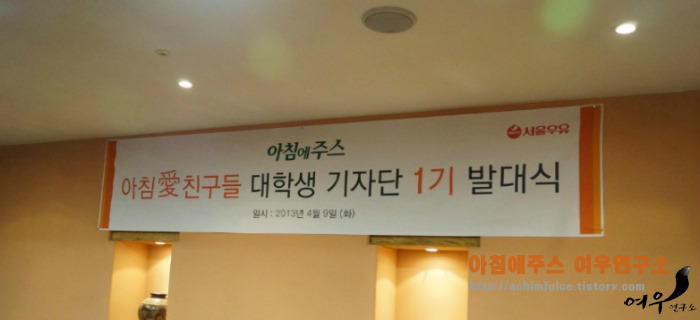 아침에주스
서울우유
아침愛친구들 대학생 기자단 1기 발대식
일시 : 2013년 4월 9일 (화)
아침에주스 여우연구소
http://achimjuice.tistory.com
여우연구소